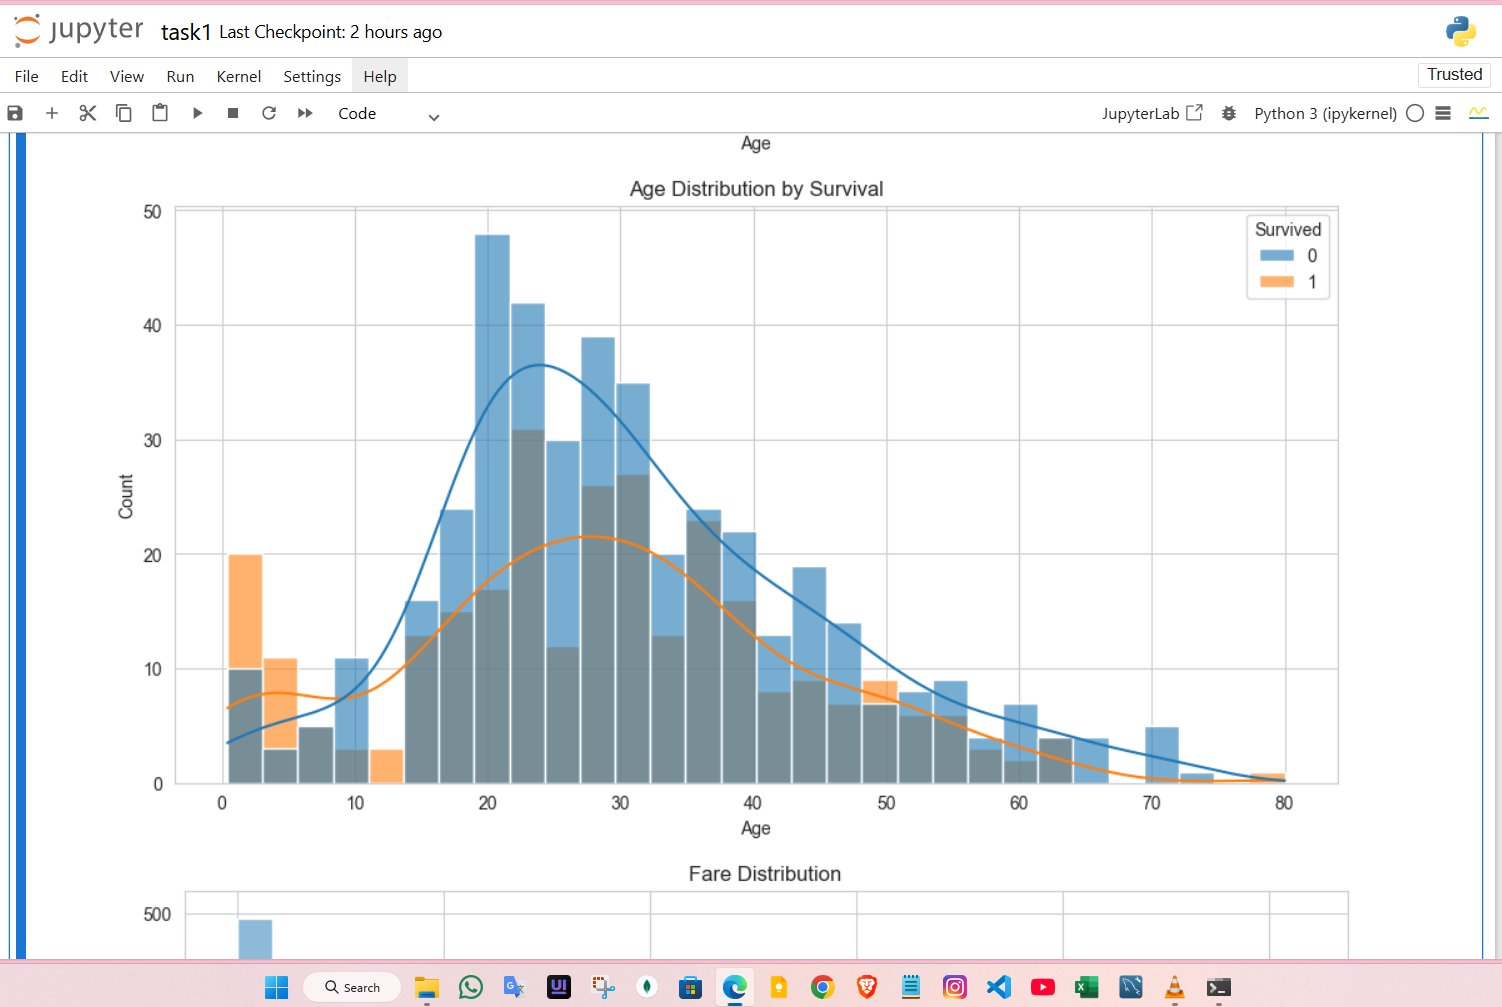 jupyter task1 Last Checkpoint: 2 hours ago
File Edit View Run Kernel Settings Help Trusted
Code JupyterLab Python 3 (ipykernel)
Age
Age Distribution by Survival
Survived
0
1
50
40
30
20
10
0
Count
0 10 20 30 40 50 60 70 80
Age
Fare Distribution
500
Search
UI